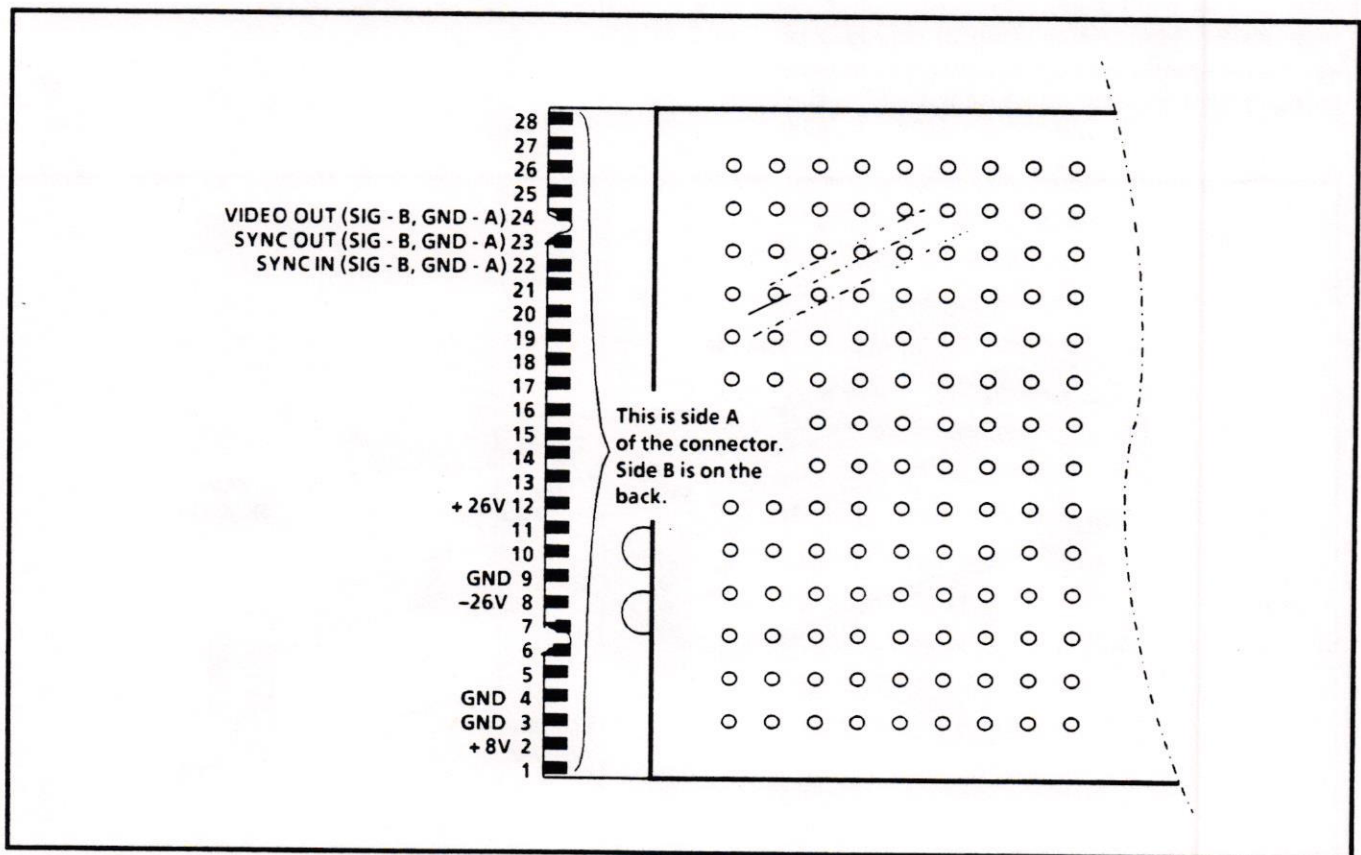 28
27
26
25
VIDEO OUT (SIG - B, GND - A) 24
SYNC OUT (SIG - B, GND - A) 23
SYNC IN (SIG - B, GND - A) 22
21
20
19
18
17
16
15
14
13
+ 26V 12
11
10
GND 9
-26V 8
7
6
5
GND 4
GND 3
+ 8V 2
1
This is side A
of the connector.
Side B is on the
back.